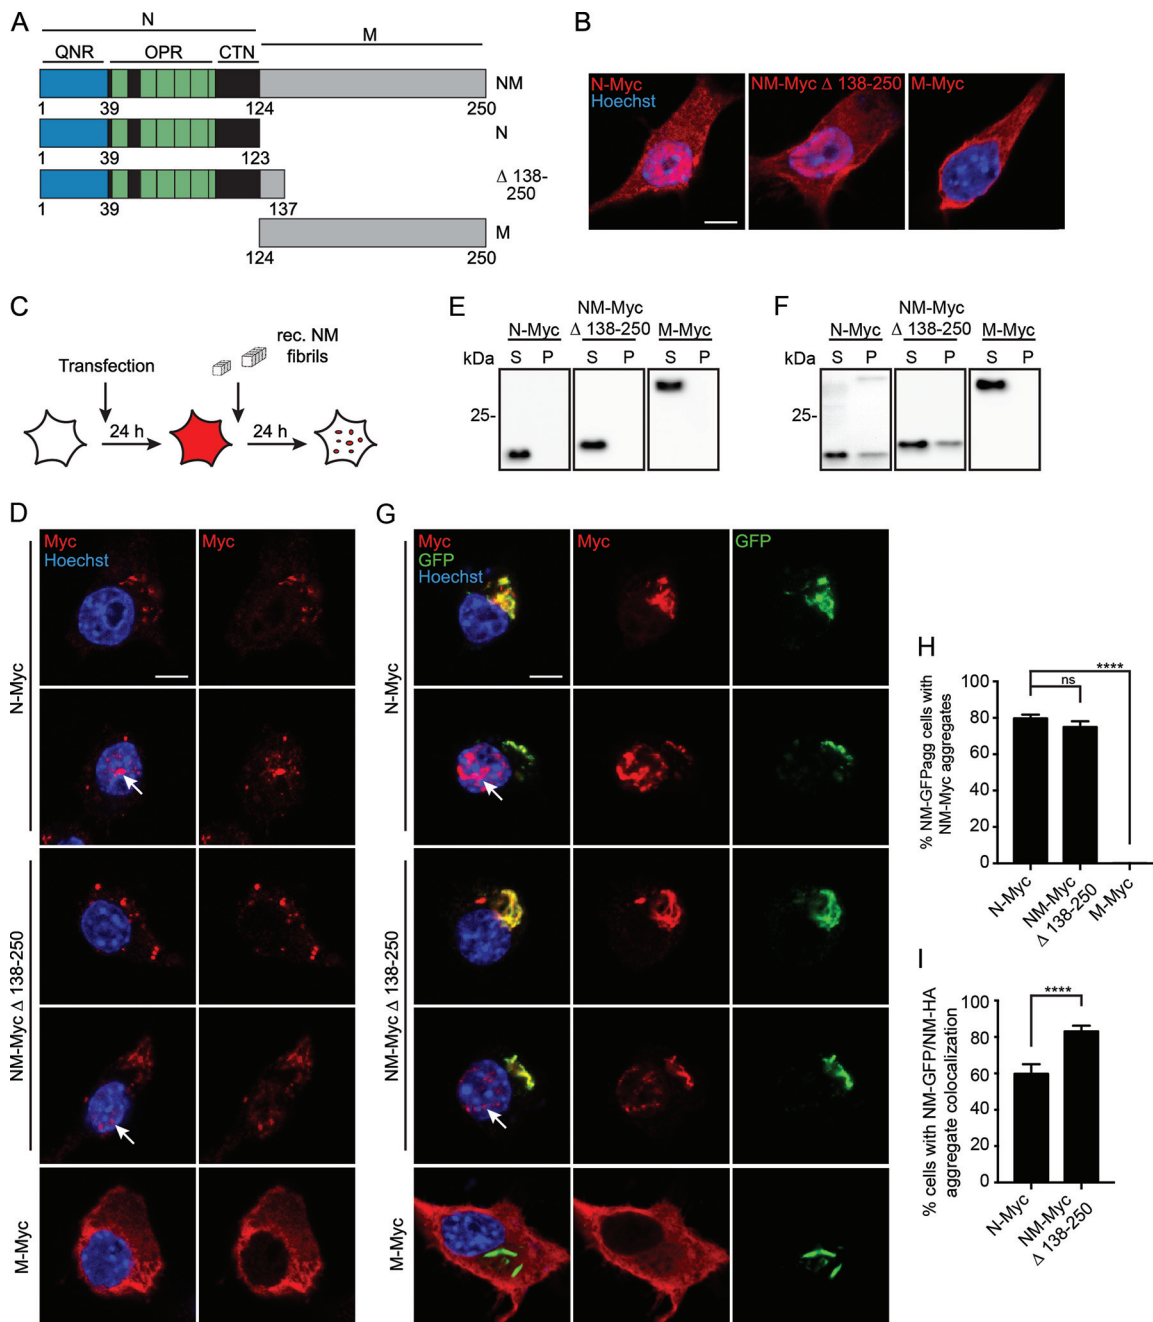 A
N
M
QNR
OPR
CTN
NM
1
39
124
250
N
1
39
123
Δ 138-
250
1
39
137
M
124
250
B
N-Myc
Hoechst
NM-Myc Δ 138-250
M-Myc
C
Transfection
rec. NM
fibrils
24 h
24 h
E
NM-Myc
N-Myc
Δ 138-250
M-Myc
kDa
S P
S P
S P
25-
F
NM-Myc
N-Myc
Δ 138-250
M-Myc
kDa
S P
S P
S P
25-
D
Myc
Hoechst
Myc
N-Myc
NM-Myc Δ 138-250
M-Myc
G
Myc
GFP
Hoechst
Myc
GFP
N-Myc
NM-Myc Δ 138-250
M-Myc
H
% NM-GFPagg cells with
NM-Myc aggregates
100
80
60
40
20
0
ns
****
N-Myc
NM-Myc
Δ 138-250
M-Myc
I
% cells with NM-GFP/NM-HA
aggregate colocalization
100
80
60
40
20
0
****
N-Myc
NM-Myc
Δ 138-250